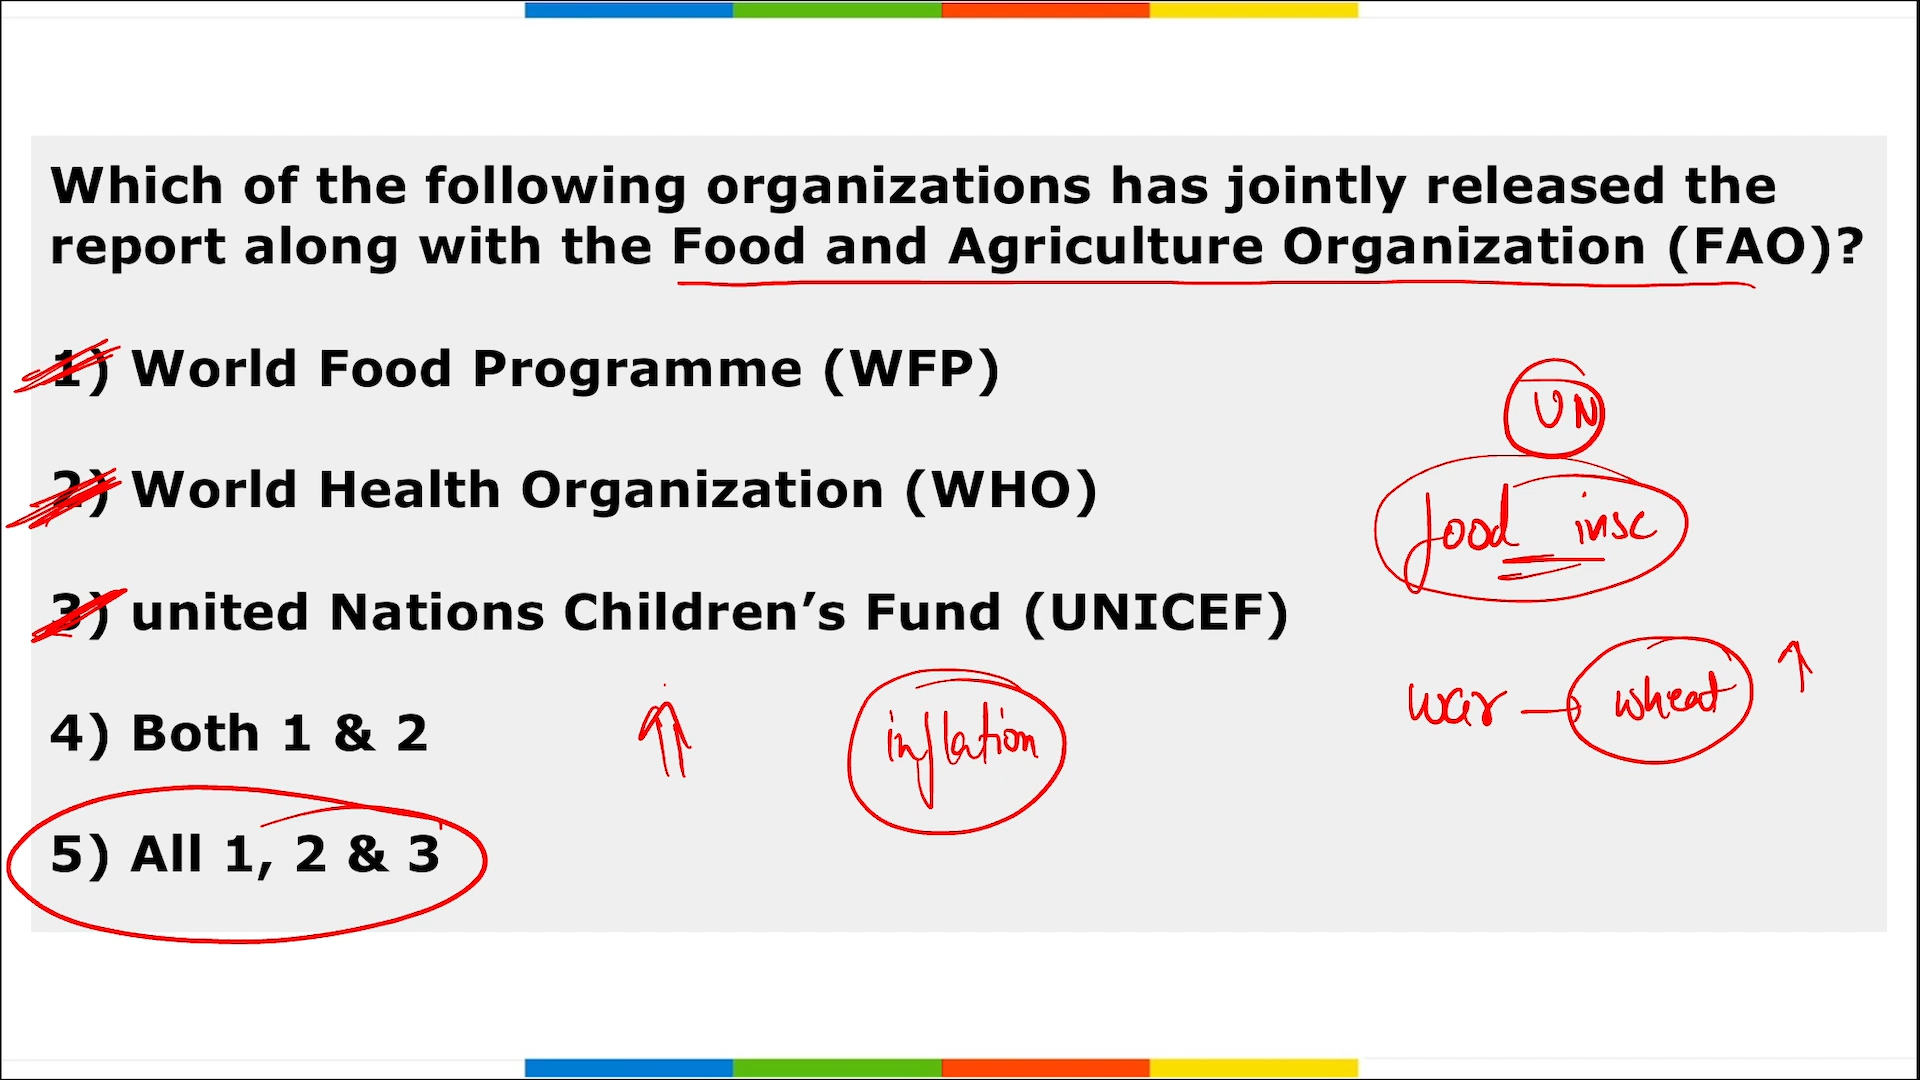 Which of the following organizations has jointly released the
report along with the Food and Agriculture Organization (FAO)?
1) World Food Programme (WFP)
UN
2) World Health Organization (WHO)
food insc
3) united Nations Children’s Fund (UNICEF)
war wheat
4) Both 1 & 2
inflation
5) All 1, 2 & 3